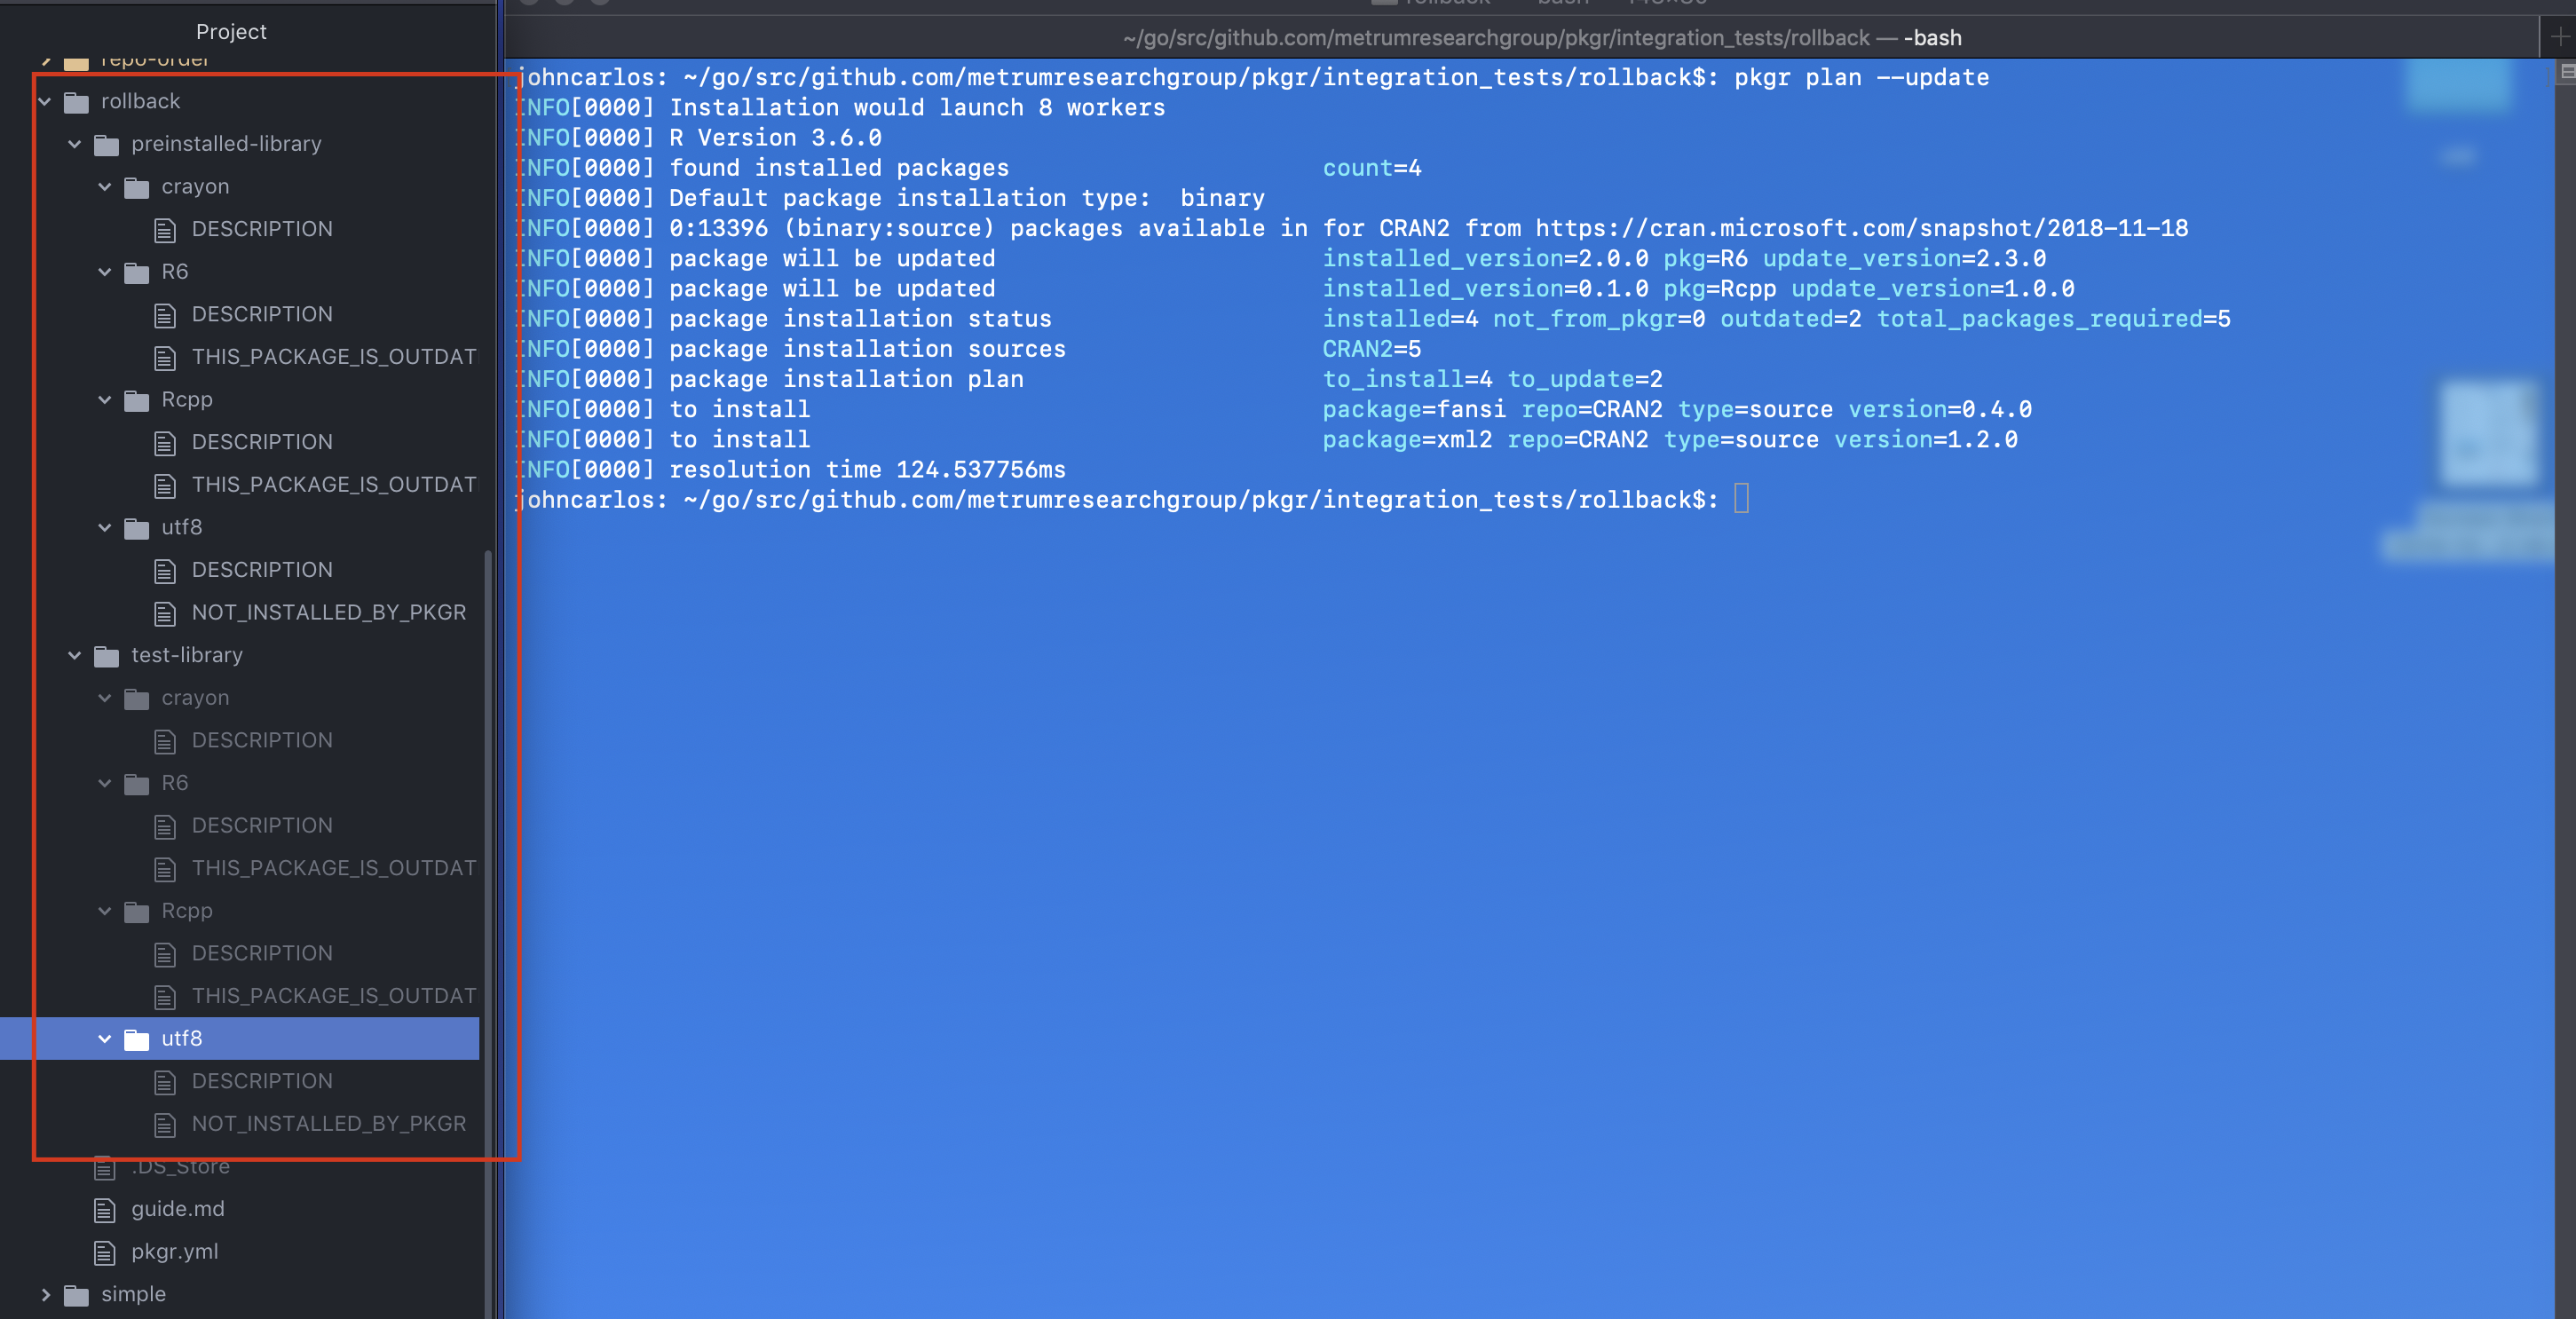 Project
repo-order
rollback
preinstalled-library
crayon
DESCRIPTION
R6
DESCRIPTION
THIS_PACKAGE_IS_OUTDAT
Rcpp
DESCRIPTION
THIS_PACKAGE_IS_OUTDAT
utf8
DESCRIPTION
NOT_INSTALLED_BY_PKGR
test-library
crayon
DESCRIPTION
R6
DESCRIPTION
THIS_PACKAGE_IS_OUTDAT
Rcpp
DESCRIPTION
THIS_PACKAGE_IS_OUTDAT
utf8
DESCRIPTION
NOT_INSTALLED_BY_PKGR
.DS_Store
guide.md
pkgr.yml
simple
~/go/src/github.com/metrumresearchgroup/pkgr/integration_tests/rollback — -bash
johncarlos: ~/go/src/github.com/metrumresearchgroup/pkgr/integration_tests/rollback$: pkgr plan --update
INFO[0000] Installation would launch 8 workers
INFO[0000] R Version 3.6.0
INFO[0000] found installed packages count=4
INFO[0000] Default package installation type:  binary
INFO[0000] 0:13396 (binary:source) packages available in for CRAN2 from https://cran.microsoft.com/snapshot/2018-11-18
INFO[0000] package will be updated installed_version=2.0.0 pkg=R6 update_version=2.3.0
INFO[0000] package will be updated installed_version=0.1.0 pkg=Rcpp update_version=1.0.0
INFO[0000] package installation status installed=4 not_from_pkgr=0 outdated=2 total_packages_required=5
INFO[0000] package installation sources CRAN2=5
INFO[0000] package installation plan to_install=4 to_update=2
INFO[0000] to install package=fansi repo=CRAN2 type=source version=0.4.0
INFO[0000] to install package=xml2 repo=CRAN2 type=source version=1.2.0
INFO[0000] resolution time 124.537756ms
johncarlos: ~/go/src/github.com/metrumresearchgroup/pkgr/integration_tests/rollback$: